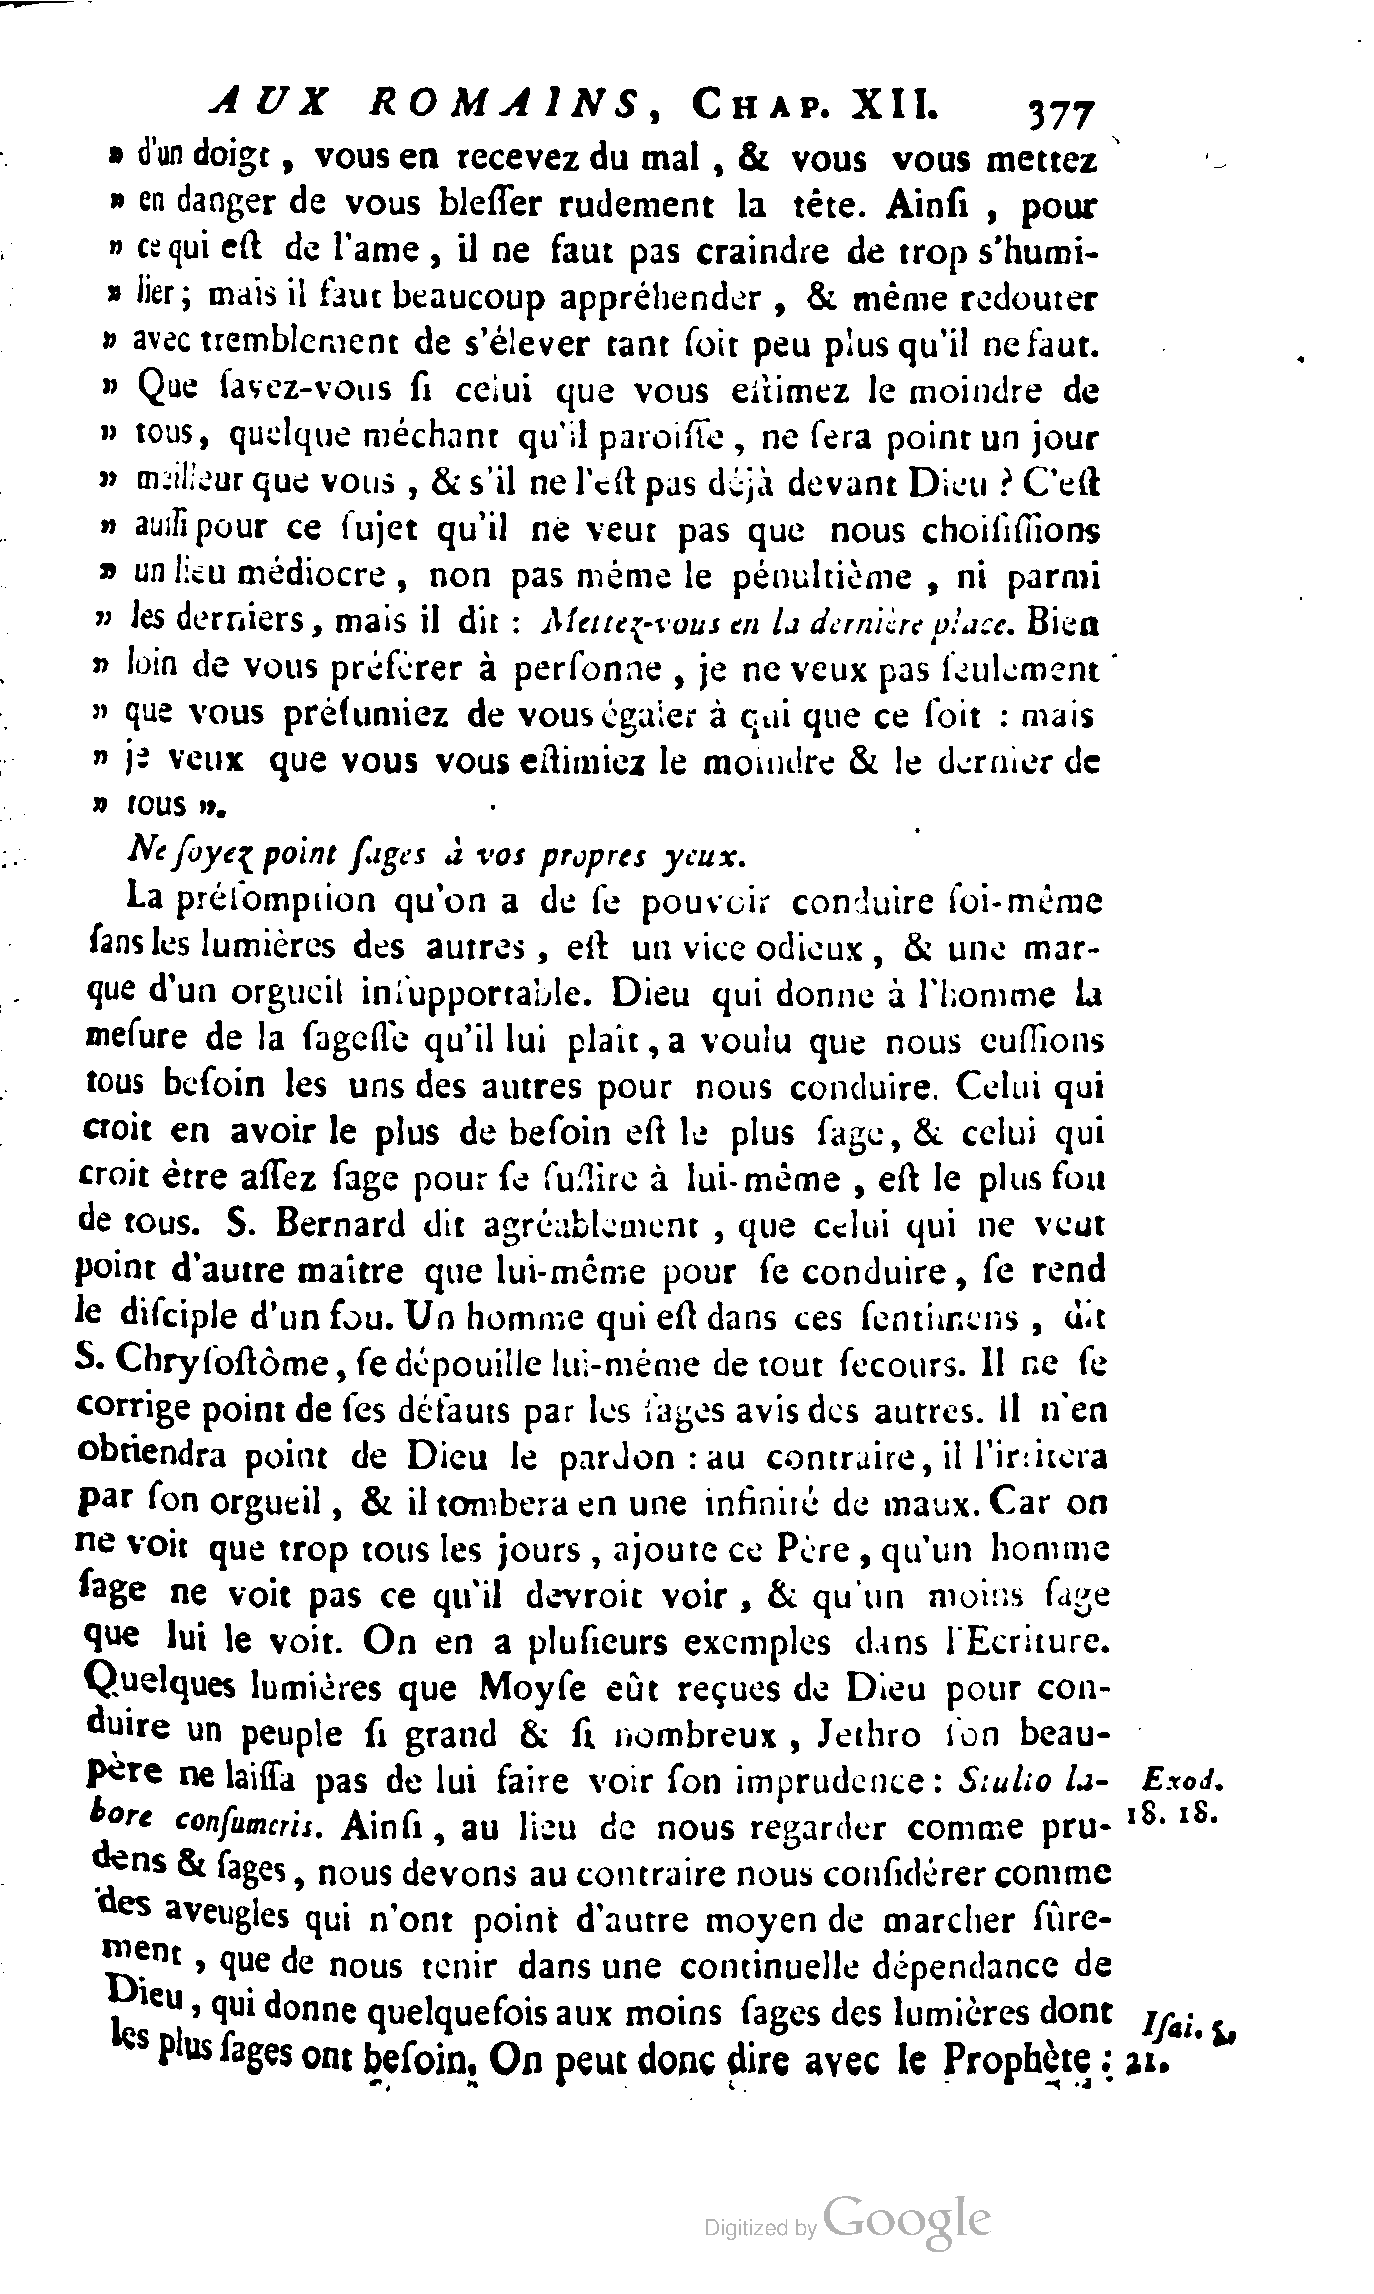 AUX ROMAINS, CHAP. XII. 377
» d'un doigt, vous en recevez du mal, & vous vous mettez
» en danger de vous bleſſer rudement la tête. Ainſi, pour
» ce qui eſt de l'ame, il ne faut pas craindre de trop s'humi-
» lier; mais il faut beaucoup appréhender, & même redouter
» avec tremblement de s'élever tant ſoit peu plus qu'il ne faut.
» Que ſavez-vous ſi celui que vous eſtimez le moindre de
» tous, quelque méchant qu'il paroiſſe, ne ſera point un jour
» meilleur que vous, & s'il ne l'eſt pas déjà devant Dieu ? C'eſt
» auſſi pour ce ſujet qu'il ne veut pas que nous choiſiſſions
» un lieu médiocre, non pas même le pénultième, ni parmi
» les derniers, mais il dit : Mettez-vous en la dernière place. Bien
» loin de vous préférer à perſonne, je ne veux pas ſeulement
» que vous préſumiez de vous égaler à qui que ce ſoit : mais
» je veux que vous vous eſtimiez le moindre & le dernier de
» tous ».
Ne ſoyez point ſages à vos propres yeux.
La préſomption qu'on a de ſe pouvoir conduire ſoi-même
ſans les lumières des autres, eſt un vice odieux, & une mar-
que d'un orgueil inſupportable. Dieu qui donne à l'homme la
meſure de la ſageſſe qu'il lui plait, a voulu que nous euſſions
tous beſoin les uns des autres pour nous conduire. Celui qui
croit en avoir le plus de beſoin eſt le plus ſage, & celui qui
croit être aſſez ſage pour ſe ſuffire à lui-même, eſt le plus fou
de tous. S. Bernard dit agréablement, que celui qui ne veut
point d'autre maître que lui-même pour ſe conduire, ſe rend
le diſciple d'un fou. Un homme qui eſt dans ces ſentimens, dit
S. Chryſoſtôme, ſe dépouille lui-même de tout ſecours. Il ne ſe
corrige point de ſes défauts par les ſages avis des autres. Il n'en
obtiendra point de Dieu le pardon : au contraire, il l'irritera
par ſon orgueil, & il tombera en une infinité de maux. Car on
ne voit que trop tous les jours, ajoute ce Père, qu'un homme
ſage ne voit pas ce qu'il devroit voir, & qu'un moins ſage
que lui le voit. On en a pluſieurs exemples dans l'Ecriture.
Quelques lumières que Moyſe eût reçues de Dieu pour con-
duire un peuple ſi grand & ſi nombreux, Jethro ſon beau-
père ne laiſſa pas de lui faire voir ſon imprudence : Stulto la- Exod.
bore conſumeris. Ainſi, au lieu de nous regarder comme pru- 18. 18.
dens & ſages, nous devons au contraire nous conſidérer comme
des aveugles qui n'ont point d'autre moyen de marcher ſûre-
ment, que de nous tenir dans une continuelle dépendance de
Dieu, qui donne quelquefois aux moins ſages des lumières dont Iſai. 5.
les plus ſages ont beſoin. On peut donc dire avec le Prophète : 21.
Digitized by Google